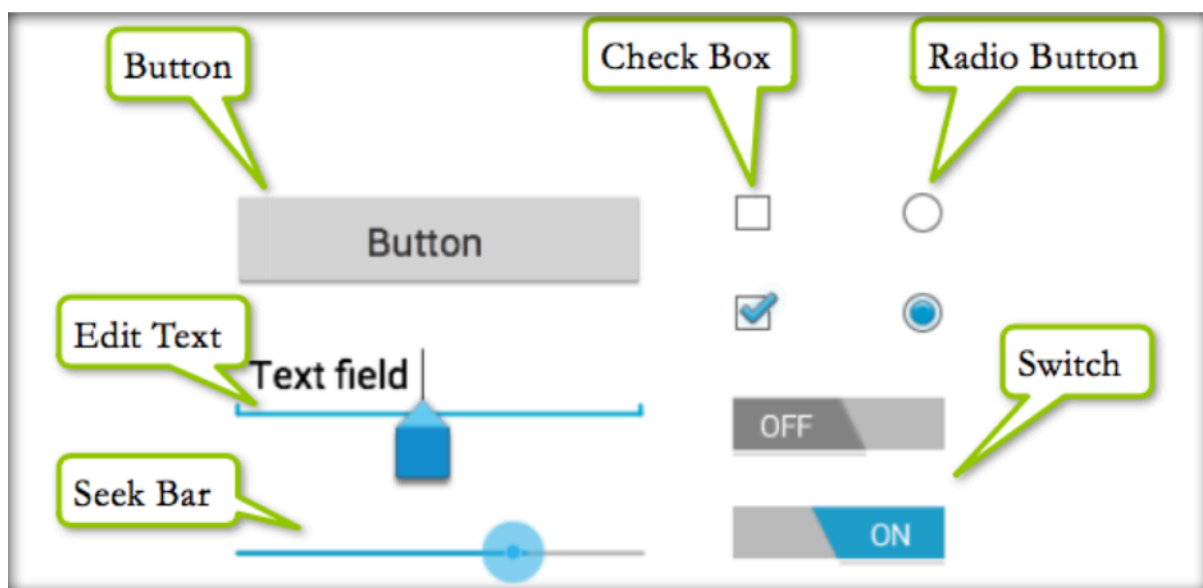 Button
Check Box
Radio Button
Button
Edit Text
Text field
Switch
OFF
Seek Bar
ON